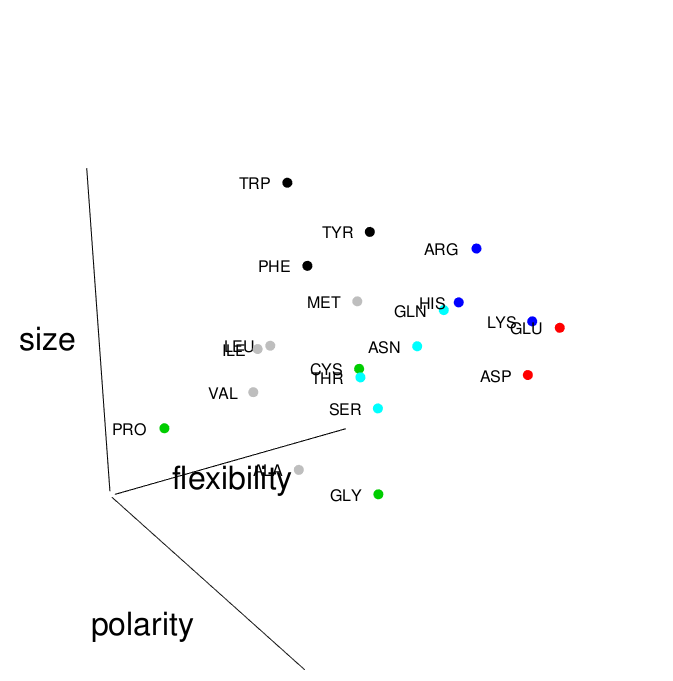 TRP
TYR
ARG
PHE
MET
HIS
GLN
LYS
GLU
size
LEU
ILE
ASN
CYS
THR
ASP
VAL
SER
PRO
ALA
flexibility
GLY
polarity